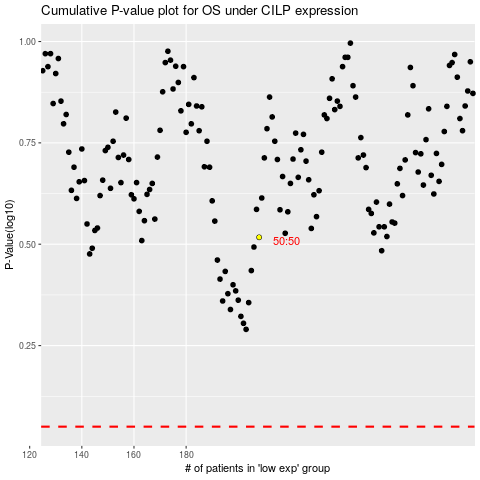 Cumulative P-value plot for OS under CILP expression
P-Value(log10)
1.00
0.75
0.50
0.25
50:50
120 140 160 180
# of patients in 'low exp' group